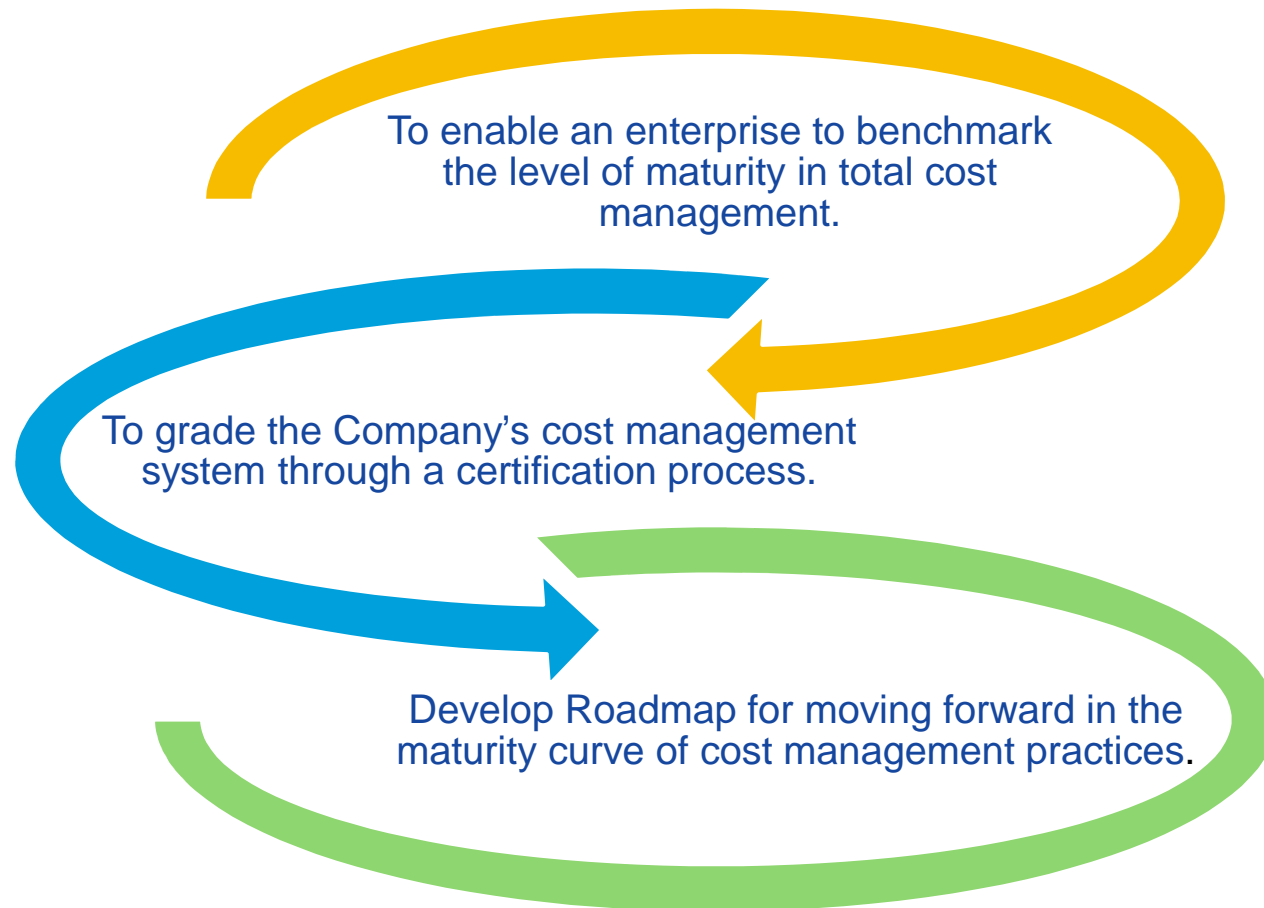 To enable an enterprise to benchmark
the level of maturity in total cost
management.
To grade the Company’s cost management
system through a certification process.
Develop Roadmap for moving forward in the
maturity curve of cost management practices.